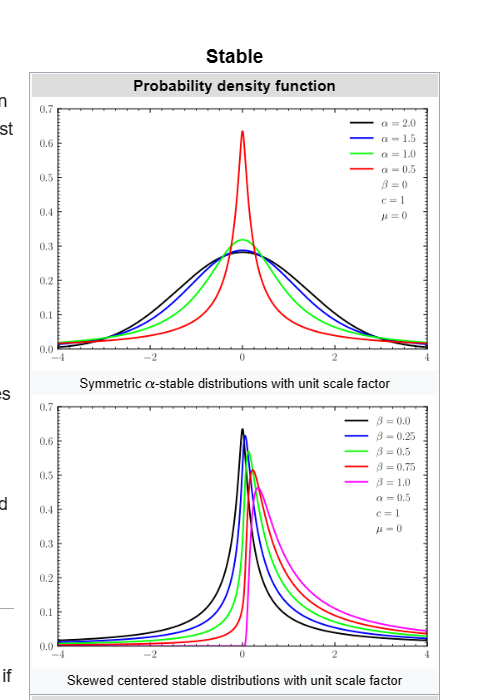 n
st
es
d
if
Stable
Probability density function
0.7
0.6
0.5
0.4
0.3
0.2
0.1
0.0
−4
−2
0
2
4
α = 2.0
α = 1.5
α = 1.0
α = 0.5
β = 0
c = 1
μ = 0
Symmetric α-stable distributions with unit scale factor
0.7
0.6
0.5
0.4
0.3
0.2
0.1
0.0
−4
−2
0
2
4
β = 0.0
β = 0.25
β = 0.5
β = 0.75
β = 1.0
α = 0.5
c = 1
μ = 0
Skewed centered stable distributions with unit scale factor